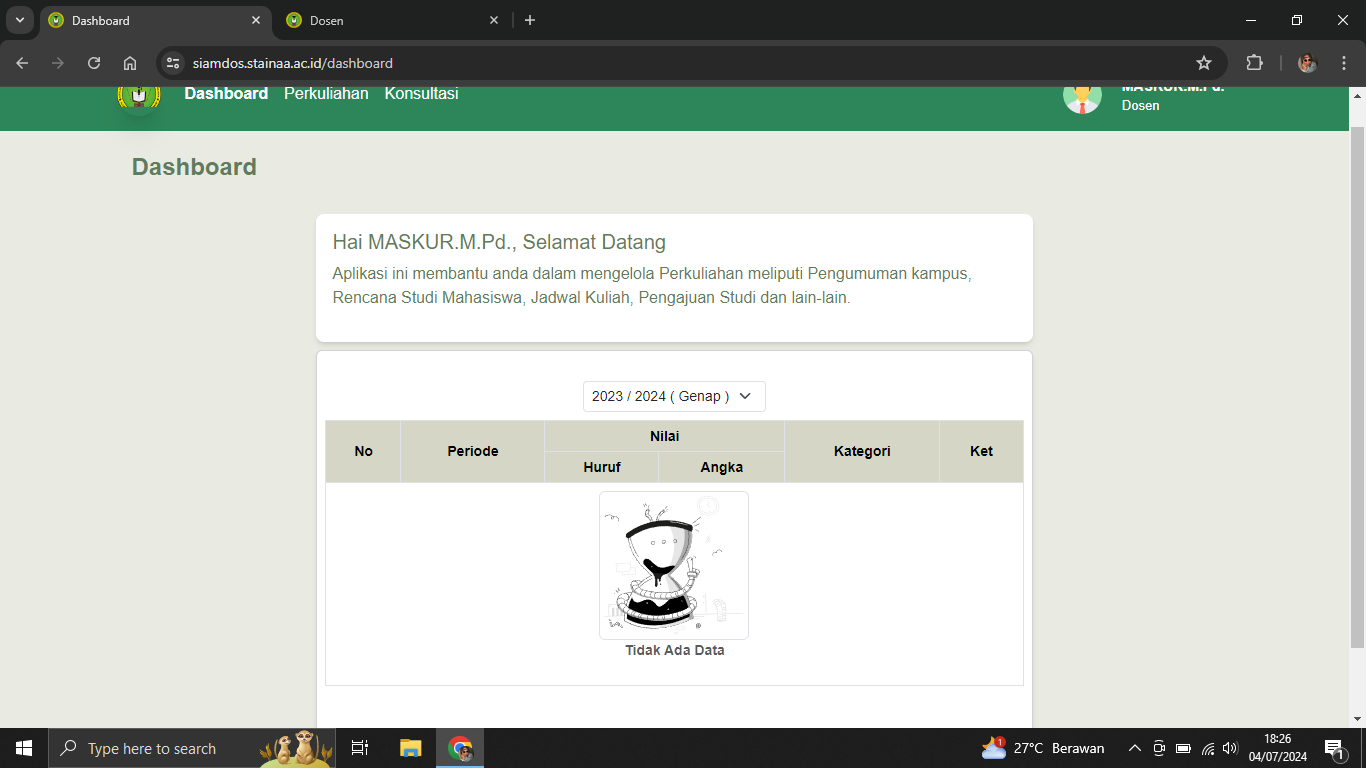 Dashboard
Dosen
siamdos.stainaa.ac.id/dashboard
Dashboard Perkuliahan Konsultasi
MASKUR.M.Pd.
Dosen
Dashboard
Hai MASKUR.M.Pd., Selamat Datang
Aplikasi ini membantu anda dalam mengelola Perkuliahan meliputi Pengumuman kampus,
Rencana Studi Mahasiswa, Jadwal Kuliah, Pengajuan Studi dan lain-lain.
2023 / 2024 ( Genap )
No Periode Nilai Kategori Ket
Huruf Angka
Tidak Ada Data
Type here to search
1
27°C Berawan
18:26
04/07/2024
1